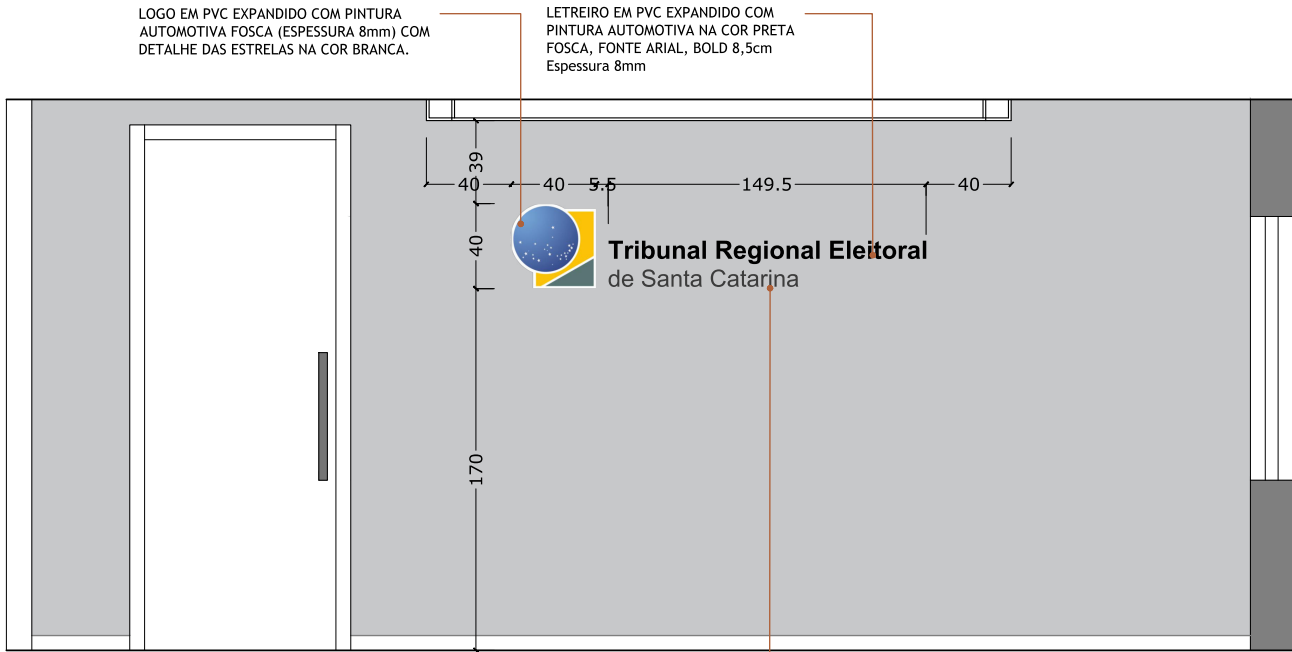 LOGO EM PVC EXPANDIDO COM PINTURA
AUTOMOTIVA FOSCA (ESPESSURA 8mm) COM
DETALHE DAS ESTRELAS NA COR BRANCA.
LETREIRO EM PVC EXPANDIDO COM
PINTURA AUTOMOTIVA NA COR PRETA
FOSCA, FONTE ARIAL, BOLD 8,5cm
Espessura 8mm
39
40 40 5.5 149.5 40
40
Tribunal Regional Eleitoral
de Santa Catarina
170